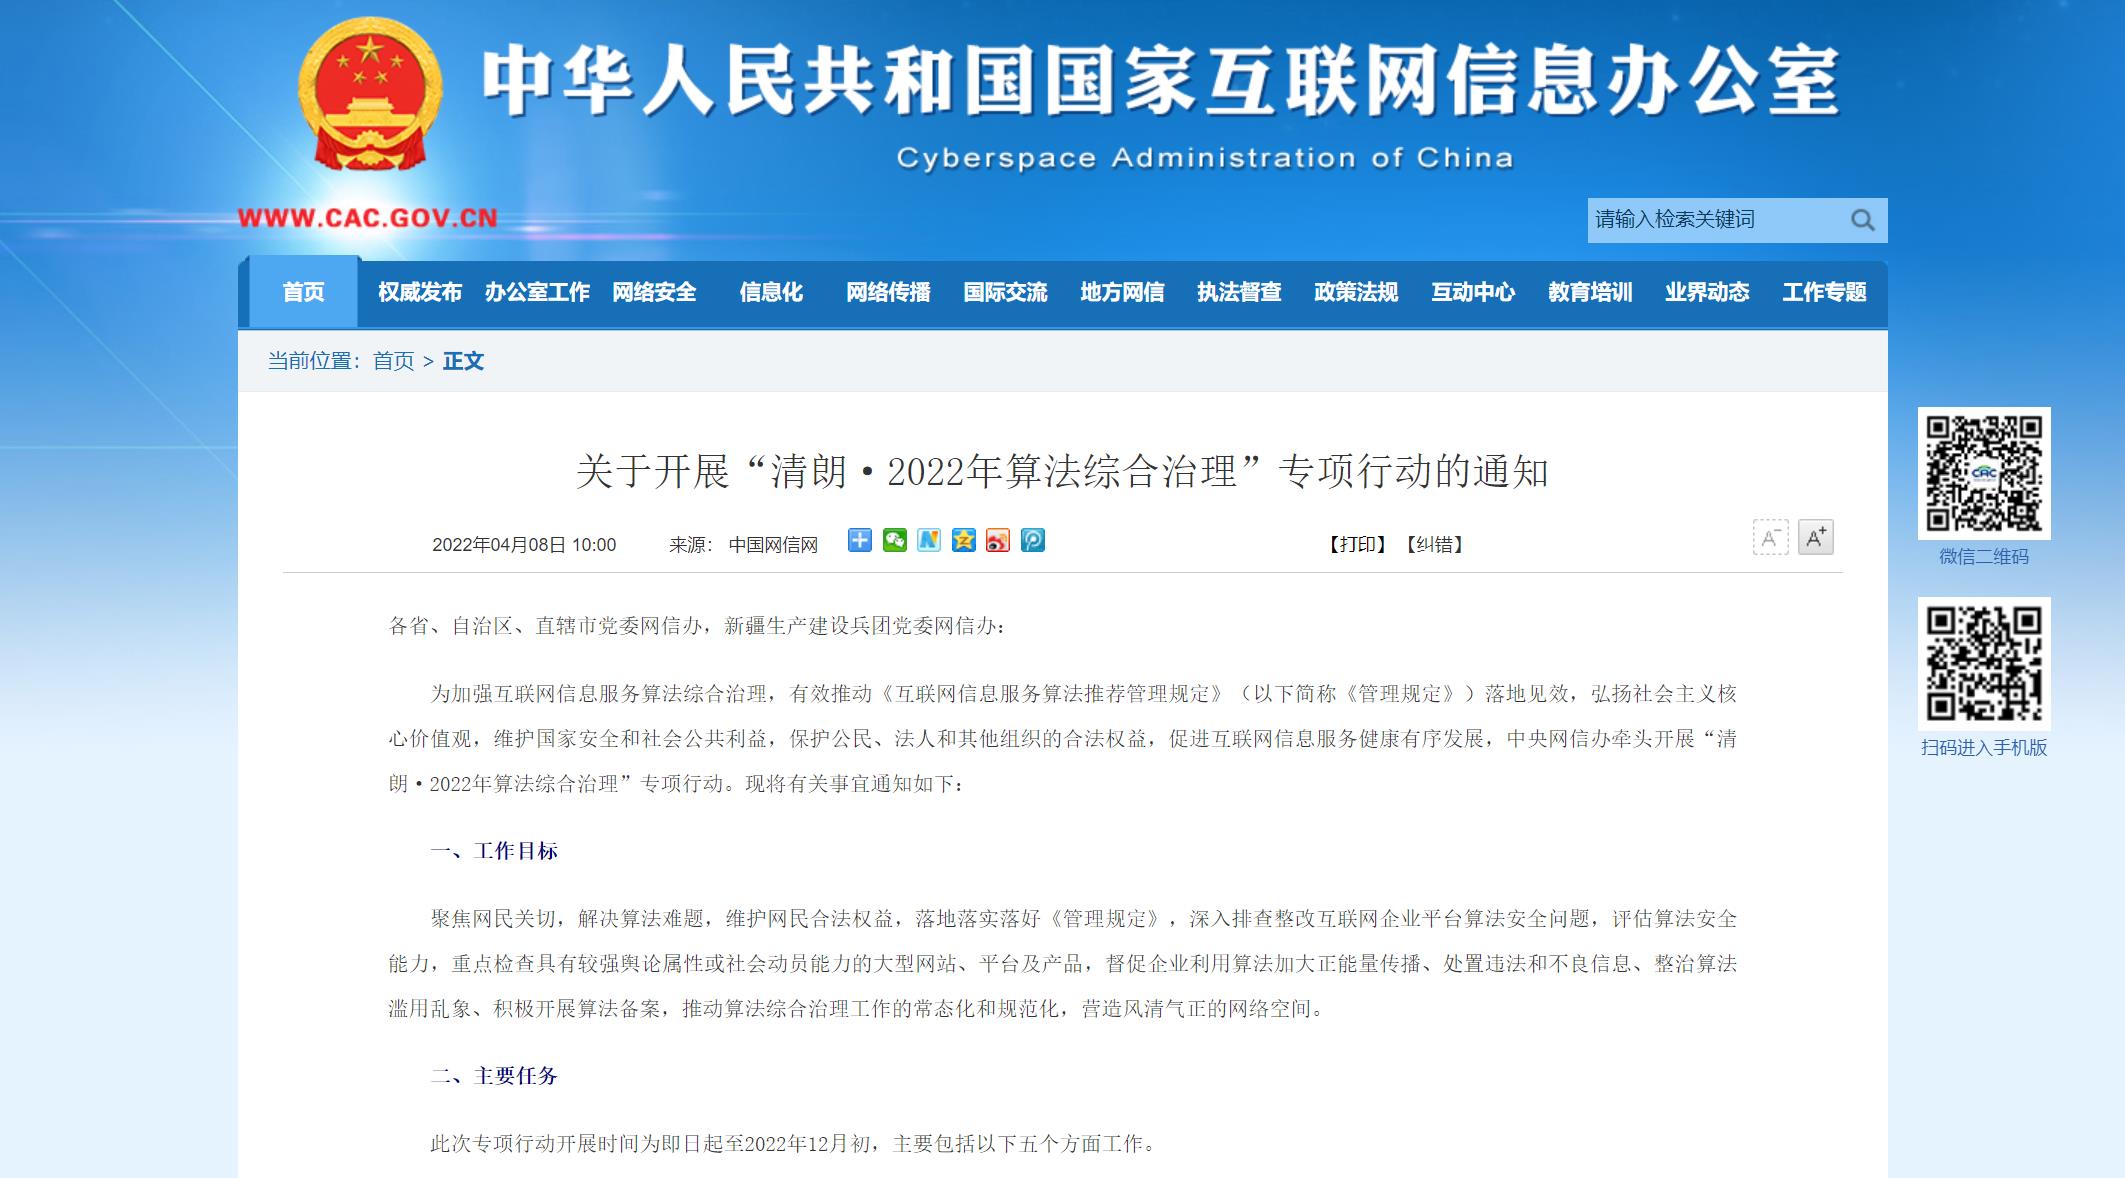 中华人民共和国国家互联网信息办公室
Cyberspace Administration of China
WWW.CAC.GOV.CN
请输入检索关键词
首页 权威发布 办公室工作 网络安全 信息化 网络传播 国际交流 地方网信 执法督查 政策法规 互动中心 教育培训 业界动态 工作专题
当前位置：首页 > 正文
关于开展“清朗·2022年算法综合治理”专项行动的通知
2022年04月08日 10:00 来源： 中国网信网 【打印】【纠错】 A- A+
CAC
微信二维码
扫码进入手机版
各省、自治区、直辖市党委网信办，新疆生产建设兵团党委网信办：
为加强互联网信息服务算法综合治理，有效推动《互联网信息服务算法推荐管理规定》（以下简称《管理规定》）落地见效，弘扬社会主义核
心价值观，维护国家安全和社会公共利益，保护公民、法人和其他组织的合法权益，促进互联网信息服务健康有序发展，中央网信办牵头开展“清
朗·2022年算法综合治理”专项行动。现将有关事宜通知如下：
一、工作目标
聚焦网民关切，解决算法难题，维护网民合法权益，落地落实落好《管理规定》，深入排查整改互联网企业平台算法安全问题，评估算法安全
能力，重点检查具有较强舆论属性或社会动员能力的大型网站、平台及产品，督促企业利用算法加大正能量传播、处置违法和不良信息、整治算法
滥用乱象、积极开展算法备案，推动算法综合治理工作的常态化和规范化，营造风清气正的网络空间。
二、主要任务
此次专项行动开展时间为即日起至2022年12月初，主要包括以下五个方面工作。